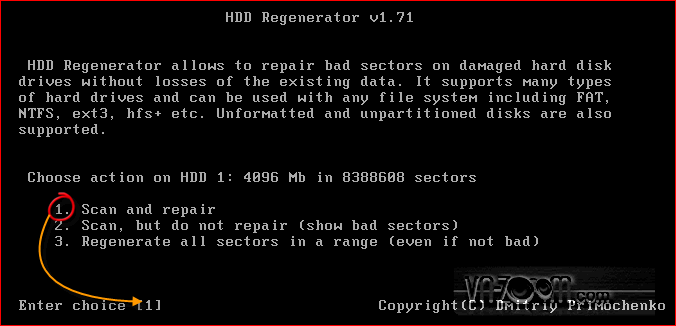 HDD Regenerator v1.71
HDD Regenerator allows to repair bad sectors on damaged hard disk
drives without losses of the existing data. It supports many types
of hard drives and can be used with any file system including FAT,
NTFS, ext3, hfs+ etc. Unformatted and unpartitioned disks are also
supported.
Choose action on HDD 1: 4096 Mb in 8388608 sectors
1. Scan and repair
2. Scan, but do not repair (show bad sectors)
3. Regenerate all sectors in a range (even if not bad)
VNZOOM.com
Enter choice [1]
Copyright(C) Dmitriy Primochenko